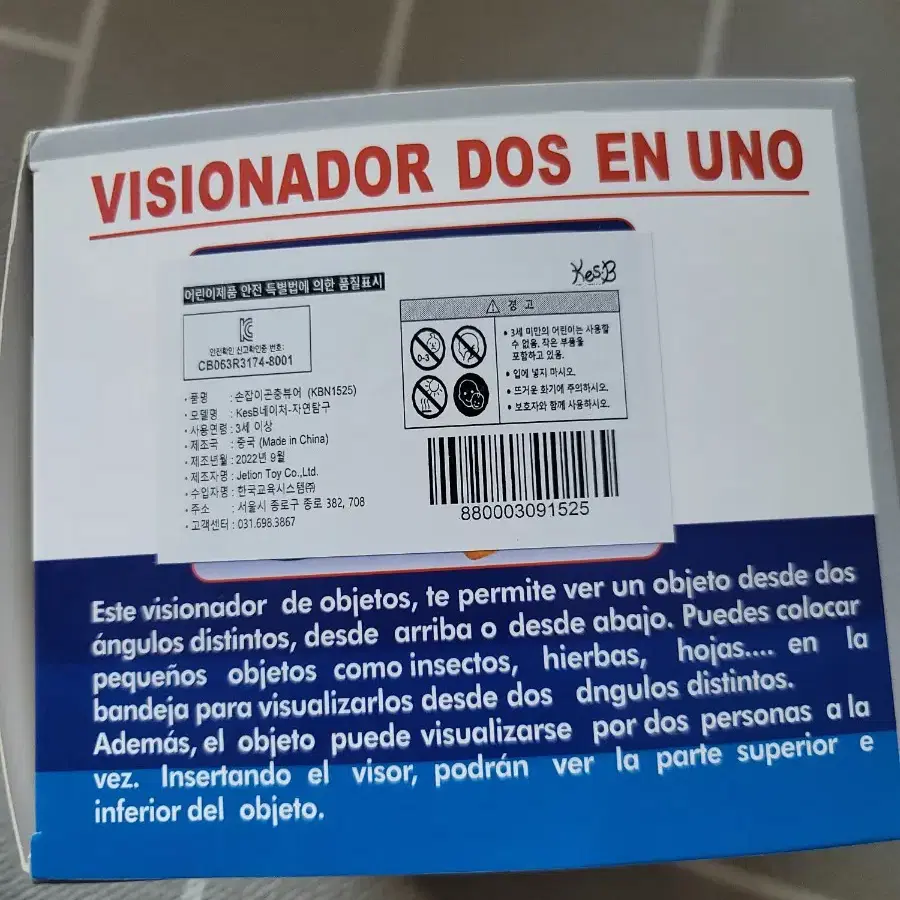 VISIONADOR DOS EN UNO
어린이제품 안전 특별법에 의한 품질표시
KesB
안전확인 신고확인증 번호:
CB063R3174-8001
· 품명 : 손잡이곤충뷰어 (KBN1525)
· 모델명 : KesB네이처-자연탐구
· 사용연령 : 3세 이상
· 제조국 : 중국 (Made in China)
· 제조년월 : 2022년 9월
· 제조자명 : Jetion Toy Co.,Ltd.
· 수입자명 : 한국교육시스템㈜
· 주소 : 서울시 종로구 종로 382, 708
· 고객센터 : 031.698.3867
⚠ 경 고
0-3
• 3세 미만의 어린이는 사용할
수 없음. 작은 부품을
포함하고 있음.
• 입에 넣지 마시오.
• 뜨거운 화기에 주의하시오.
• 보호자와 함께 사용하시오.
880003091525
Este visionador de objetos, te permite ver un objeto desde dos
ángulos distintos, desde arriba o desde abajo. Puedes colocar
pequeños objetos como insectos, hierbas, hojas.... en la
bandeja para visualizarlos desde dos dngulos distintos.
Además, el objeto puede visualizarse por dos personas a la
vez. Insertando el visor, podrán ver la parte superior e
inferior del objeto.